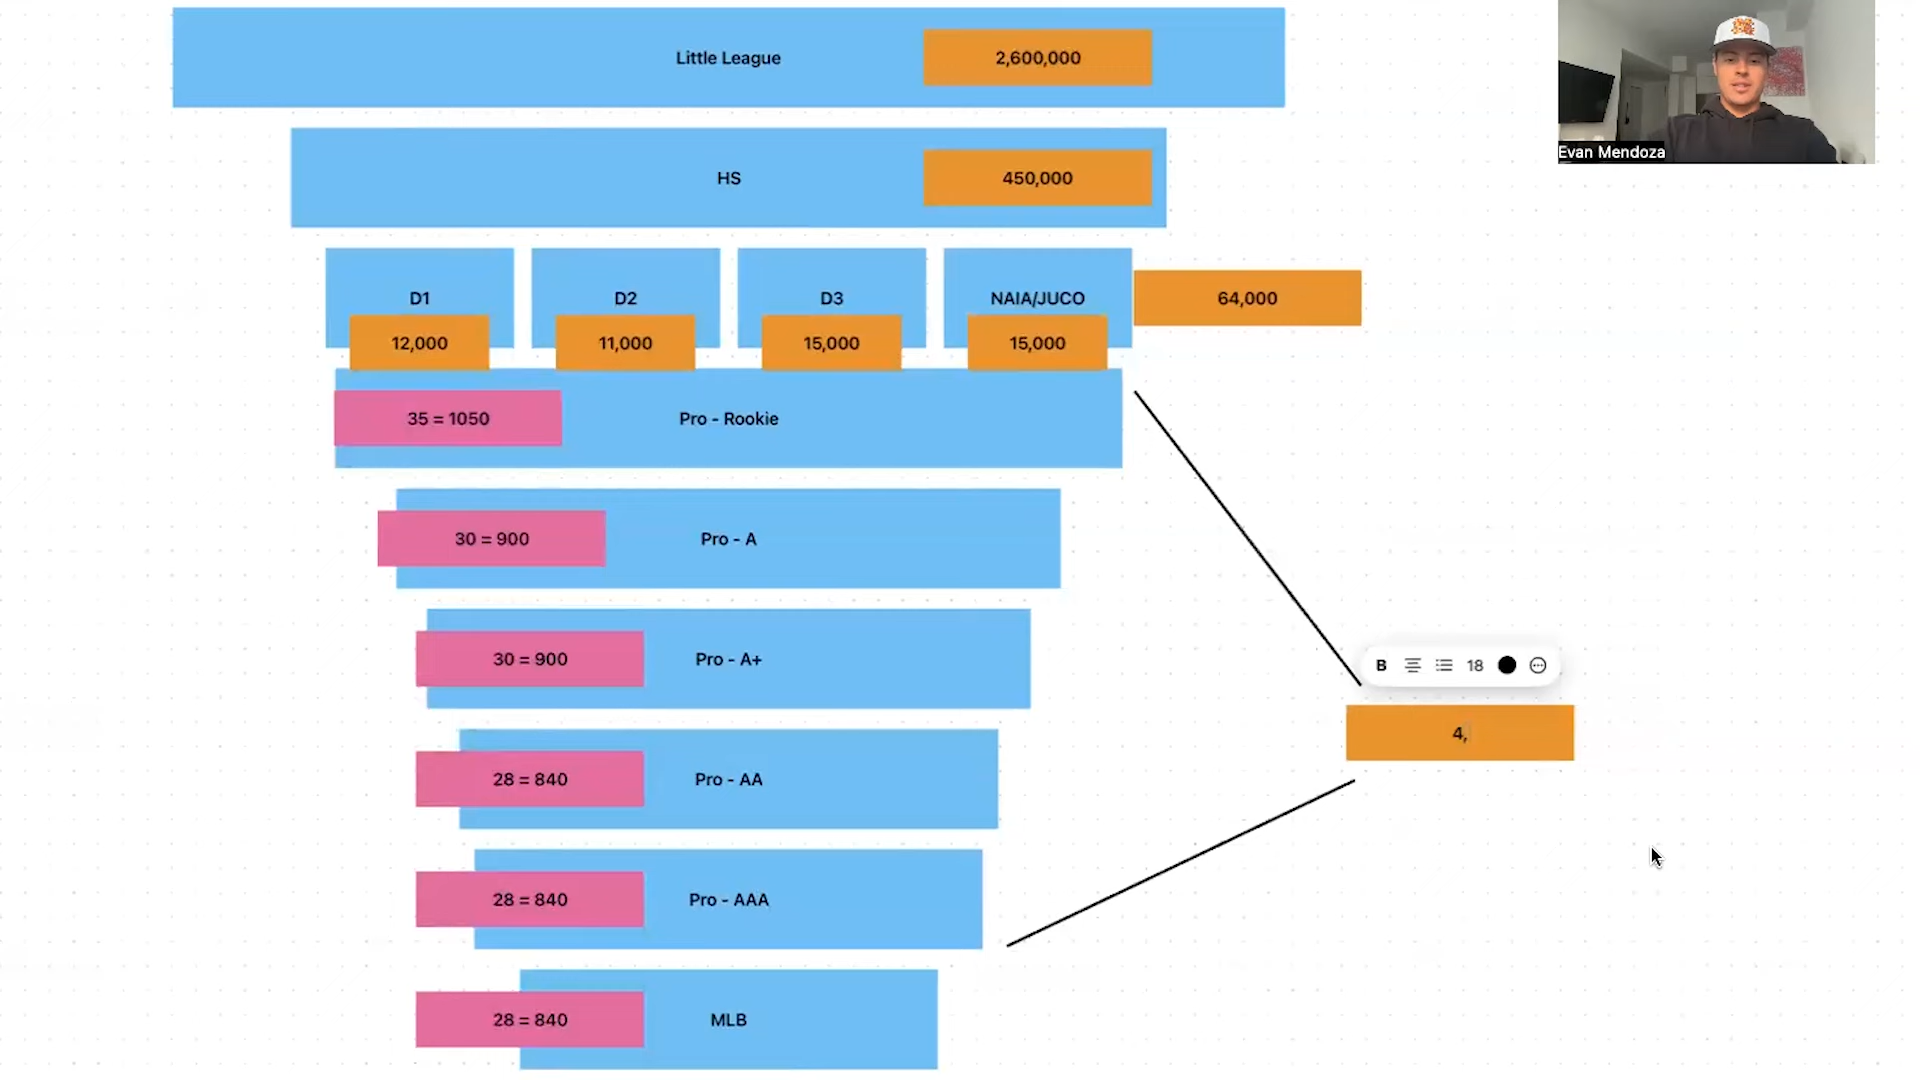 Little League
2,600,000
Evan Mendoza
HS
450,000
D1
D2
D3
NAIA/JUCO
64,000
12,000
11,000
15,000
15,000
35 = 1050
Pro - Rookie
30 = 900
Pro - A
30 = 900
Pro - A+
B
18
4,
28 = 840
Pro - AA
28 = 840
Pro - AAA
28 = 840
MLB